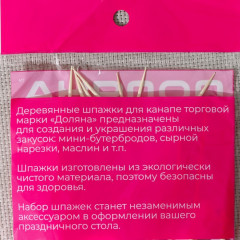 Деревянные шпажки для канапе торговой
марки «Доляна» предназначены
для создания и украшения различных
закусок: мини-бутербродов, сырной
нарезки, маслин и т.п.
Шпажки изготовлены из экологически
чистого материала, поэтому безопасны
для здоровья.
Набор шпажек станет незаменимым
аксессуаром в оформлении вашего
праздничного стола.